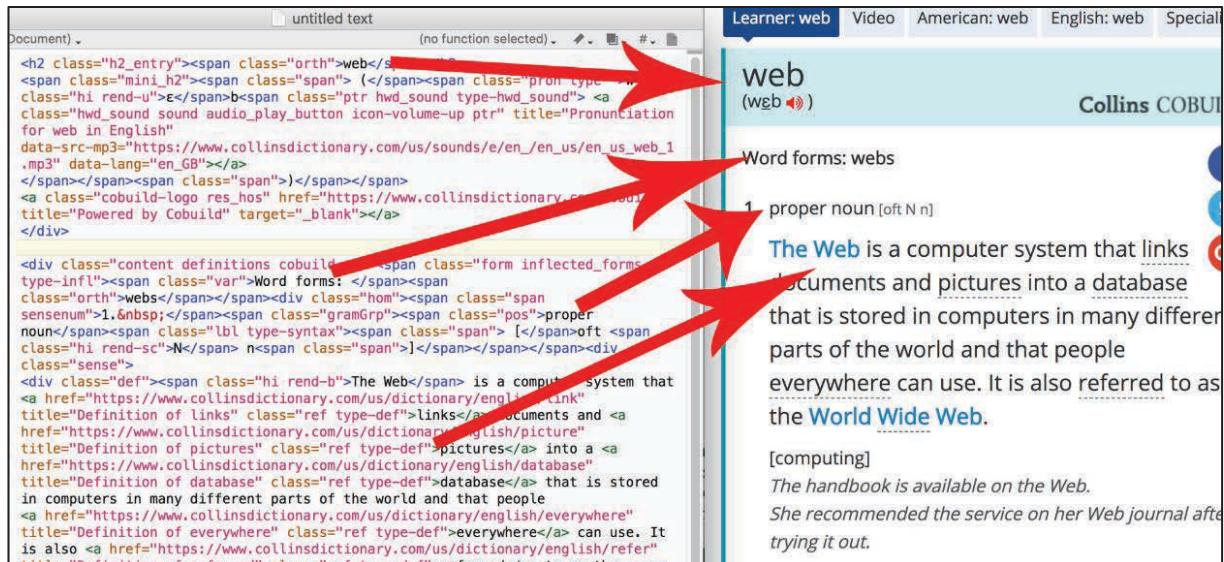 untitled text
Document)
(no function selected)
#
<h2 class="h2_entry"><span class="orth">web</s
<span class="mini_h2"><span class="span"> (</span><span class="pron type
class="hi rend-u">ε</span>b<span class="ptr hwd_sound type-hwd_sound"> <a
class="hwd_sound sound audio_play_button icon-volume-up ptr" title="Pronunciation
for web in English"
data-src-mp3="https://www.collinsdictionary.com/us/sounds/e/en_/en_us/en_us_web_1
.mp3" data-lang="en_GB"></a>
</span></span><span class="span">)</span></span>
<a class="cobuild-logo res_hos" href="https://www.collinsdictionary.co
title="Powered by Cobuild" target="_blank"></a>
</div>
<div class="content definitions cobuild <span class="form inflected_forms
type-infl"><span class="var">Word forms: </span><span
class="orth">webs</span></span><div class="hom"><span class="span
sensenum">1.&nbsp;</span><span class="gramGrp"><span class="pos">proper
noun</span><span class="lbl type-syntax"><span class="span"> [</span>oft <span
class="hi rend-sc">N</span> n<span class="span">]</span></span></span><div
class="sense">
<div class="def"><span class="hi rend-b">The Web</span> is a computer system that
<a href="https://www.collinsdictionary.com/us/dictionary/english/link"
title="Definition of links" class="ref type-def">links</a> documents and <a
href="https://www.collinsdictionary.com/us/dictionary/english/picture"
title="Definition of pictures" class="ref type-def">pictures</a> into a <a
href="https://www.collinsdictionary.com/us/dictionary/english/database"
title="Definition of database" class="ref type-def">database</a> that is stored
in computers in many different parts of the world and that people
<a href="https://www.collinsdictionary.com/us/dictionary/english/everywhere"
title="Definition of everywhere" class="ref type-def">everywhere</a> can use. It
is also <a href="https://www.collinsdictionary.com/us/dictionary/english/refer"
Learner: web Video American: web English: web Speciali
web
(wɛb )
Collins COBUI
Word forms: webs
1. proper noun [oft N n]
The Web is a computer system that links
documents and pictures into a database
that is stored in computers in many differen
parts of the world and that people
everywhere can use. It is also referred to as
the World Wide Web.
[computing]
The handbook is available on the Web.
She recommended the service on her Web journal afte
trying it out.